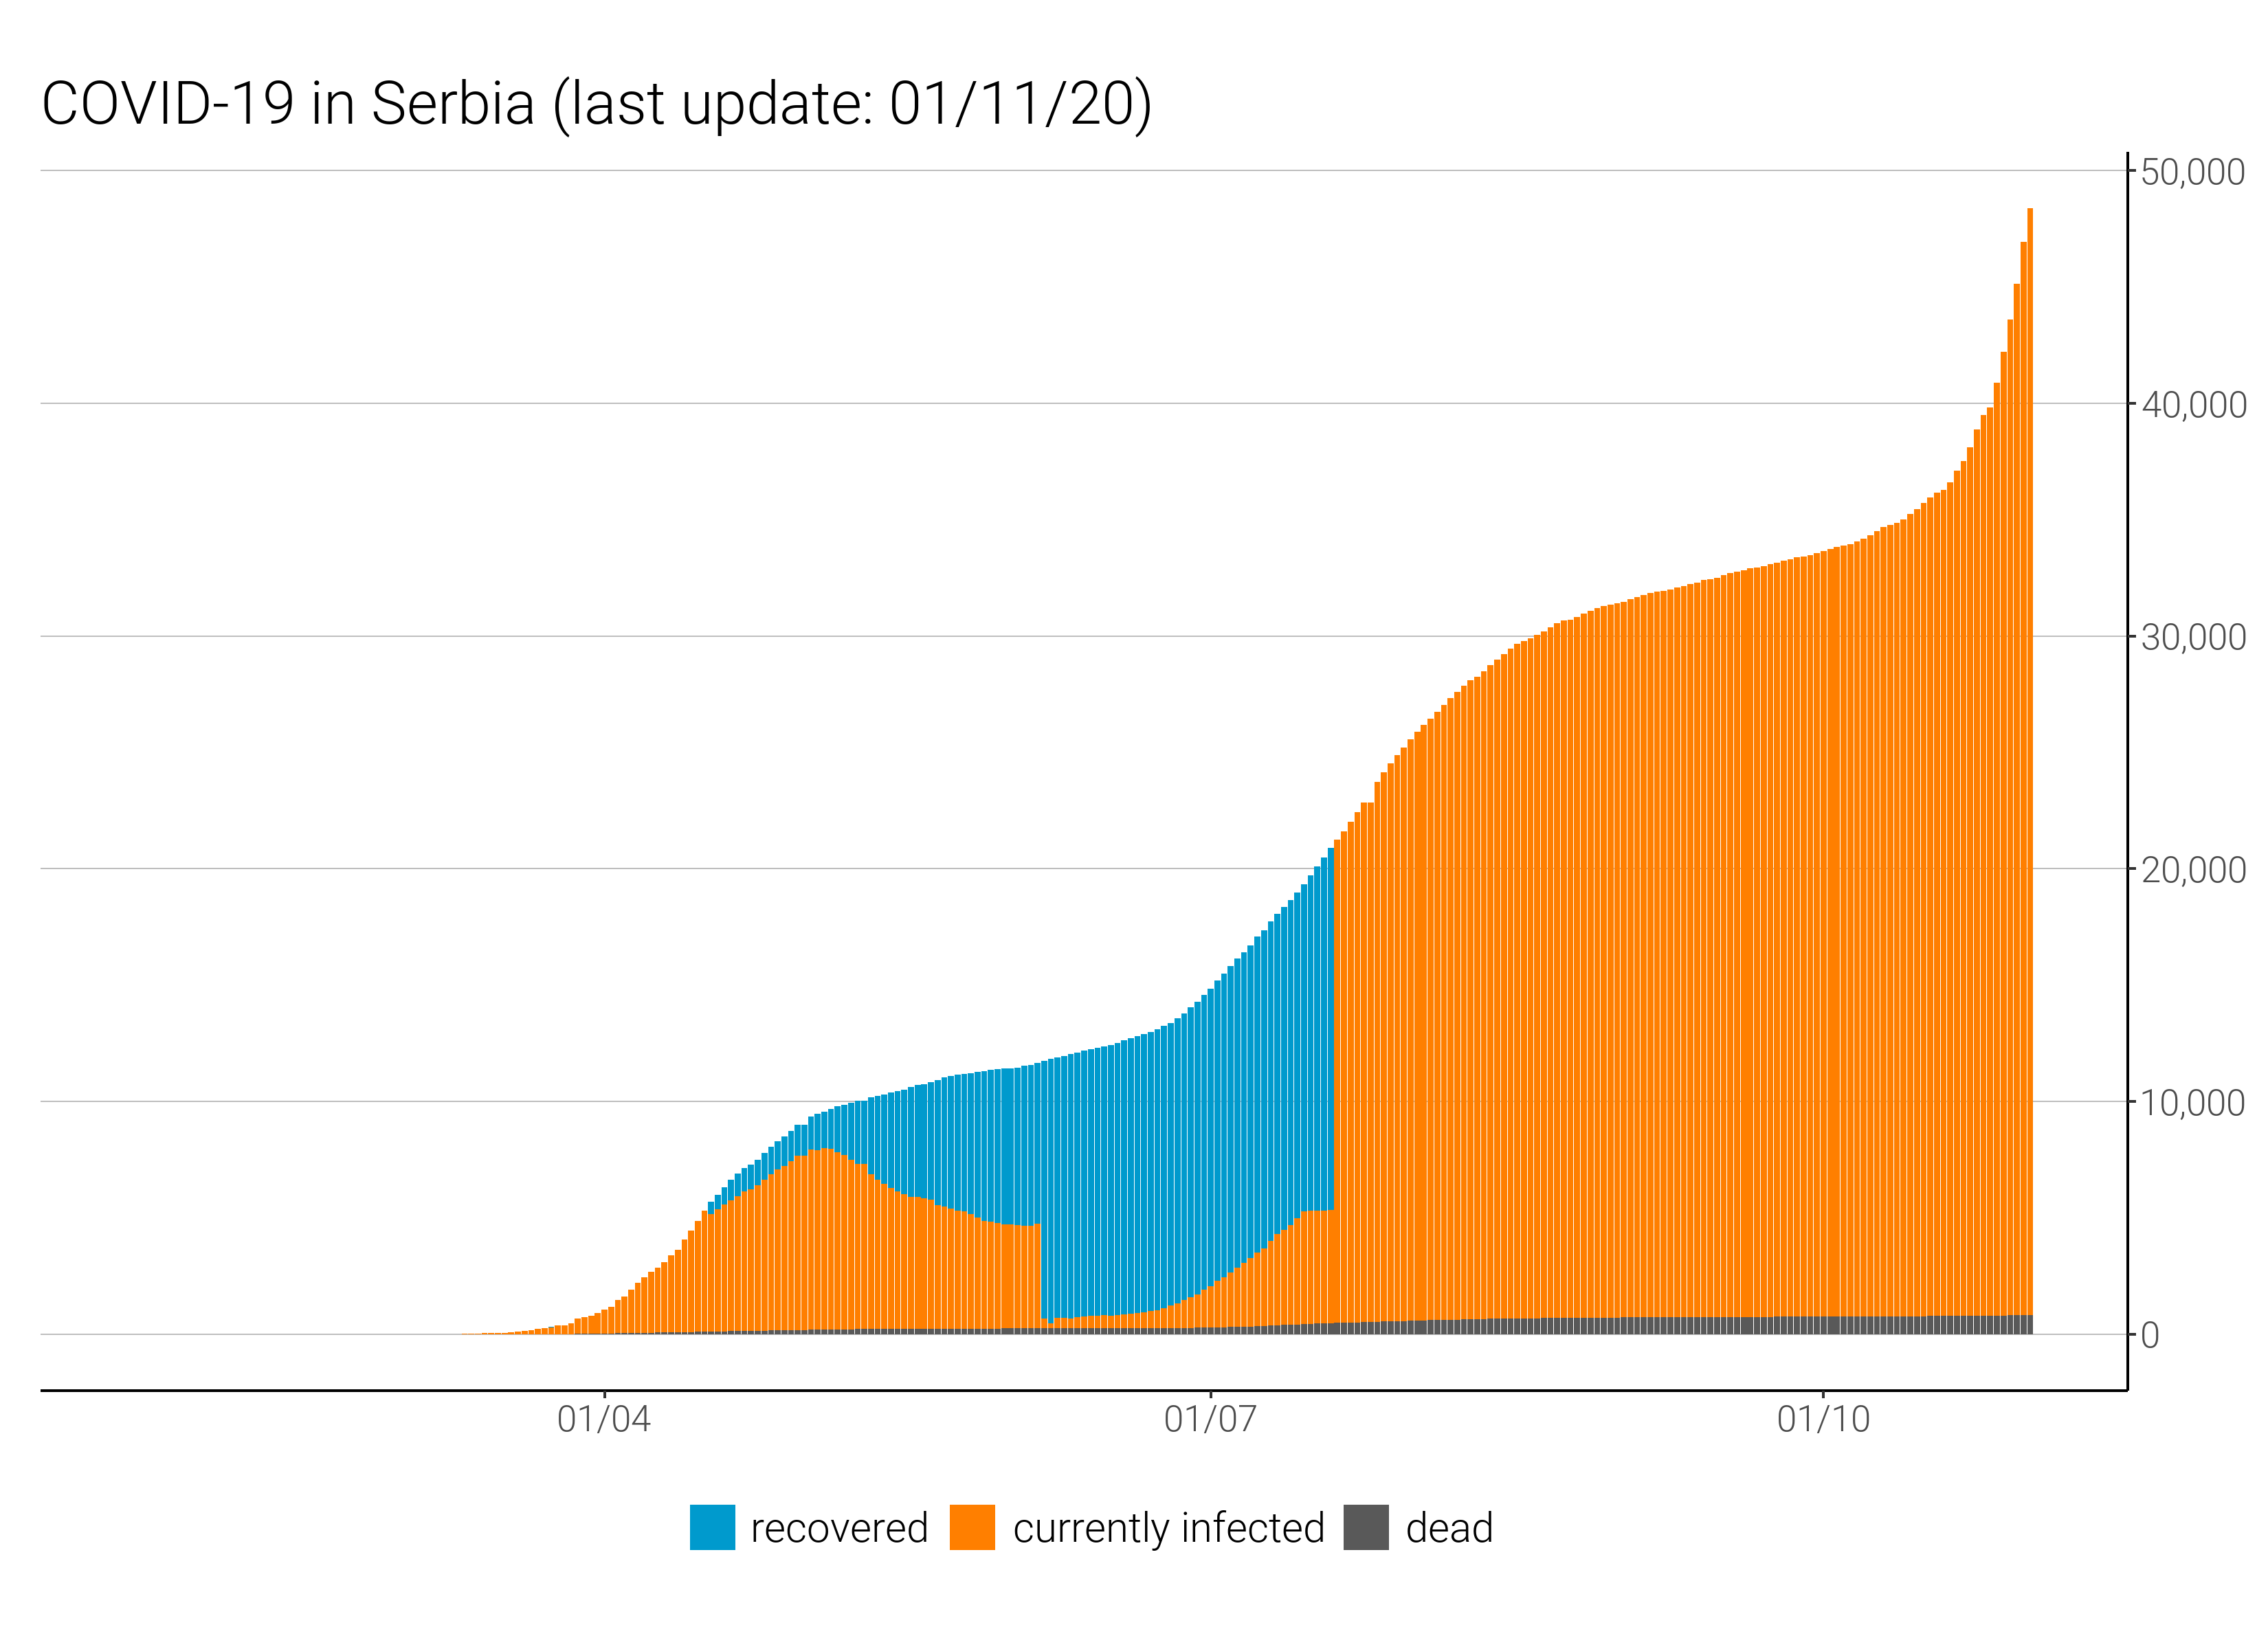 COVID-19 in Serbia (last update: 01/11/20)
50,000
40,000
30,000
20,000
10,000
0
01/04 01/07 01/10
recovered currently infected dead